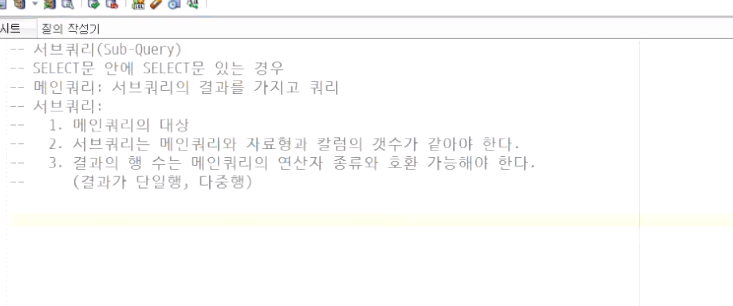 시트 질의 작성기
-- 서브쿼리(Sub-Query)
-- SELECT문 안에 SELECT문 있는 경우
-- 메인쿼리: 서브쿼리의 결과를 가지고 쿼리
-- 서브쿼리:
-- 1. 메인쿼리의 대상
-- 2. 서브쿼리는 메인쿼리와 자료형과 칼럼의 갯수가 같아야 한다.
-- 3. 결과의 행 수는 메인쿼리의 연산자 종류와 호환 가능해야 한다.
-- (결과가 단일행, 다중행)